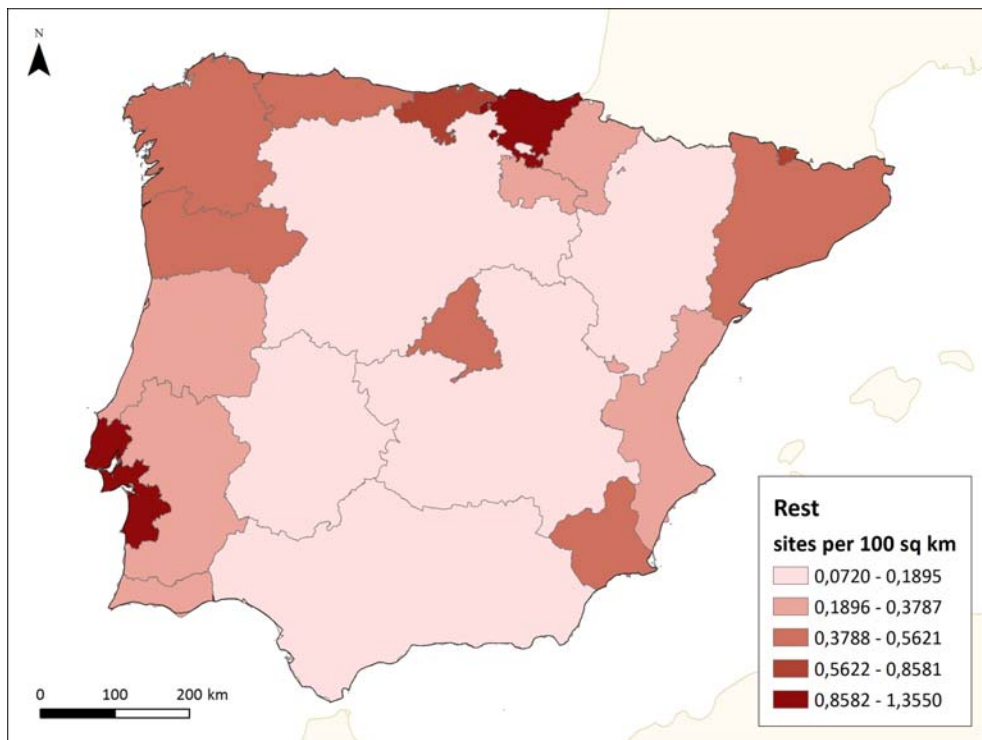 N
Rest
sites per 100 sq km
0,0720 - 0,1895
0,1896 - 0,3787
0,3788 - 0,5621
0,5622 - 0,8581
0,8582 - 1,3550
0 100 200 km